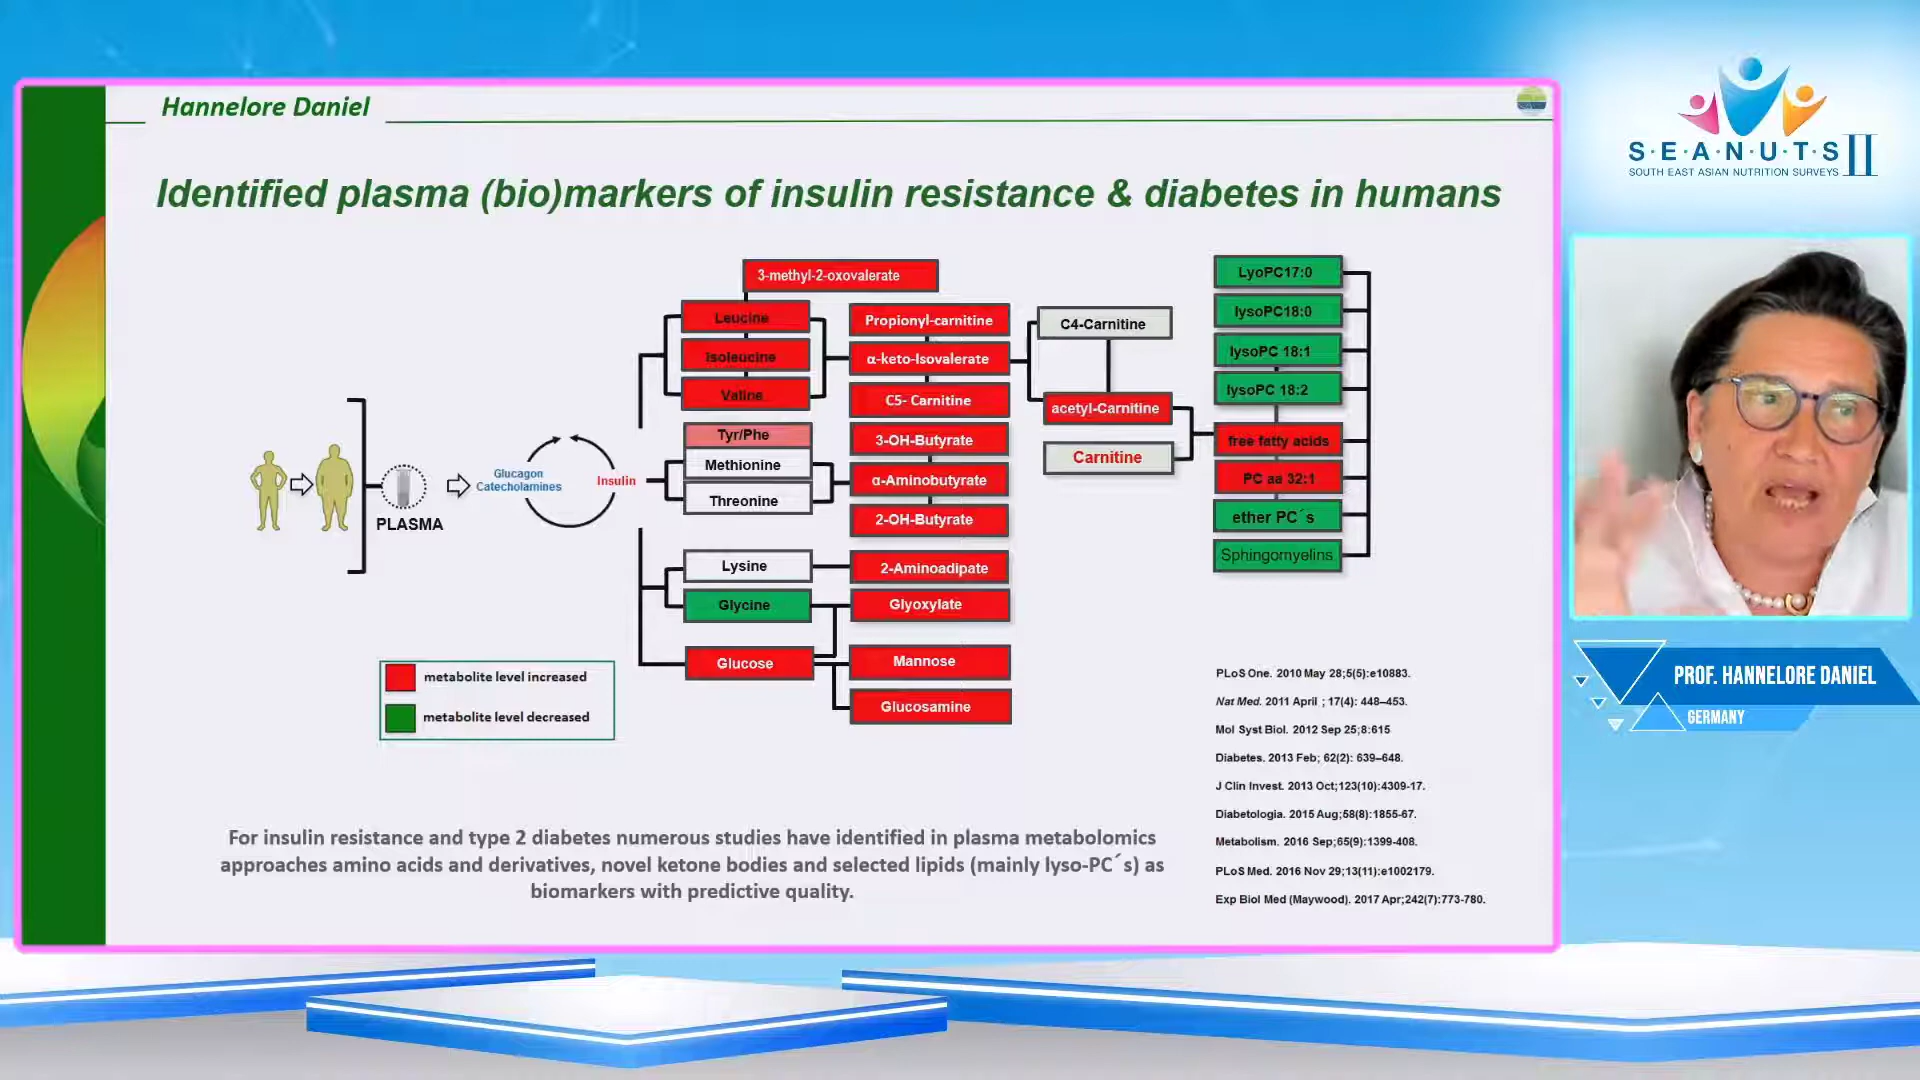 Hannelore Daniel
Identified plasma (bio)markers of insulin resistance & diabetes in humans
3-methyl-2-oxovalerate
Leucine
Isoleucine
Valine
Tyr/Phe
Methionine
Threonine
Lysine
Glycine
Glucose
Propionyl-carnitine
α-keto-Isovalerate
C5- Carnitine
3-OH-Butyrate
α-Aminobutyrate
2-OH-Butyrate
2-Aminoadipate
Glyoxylate
Mannose
Glucosamine
C4-Carnitine
acetyl-Carnitine
Carnitine
LyoPC17:0
lysoPC18:0
lysoPC 18:1
lysoPC 18:2
free fatty acids
PC aa 32:1
ether PC´s
Sphingomyelins
PLASMA
Glucagon
Catecholamines
Insulin
metabolite level increased
metabolite level decreased
For insulin resistance and type 2 diabetes numerous studies have identified in plasma metabolomics
approaches amino acids and derivatives, novel ketone bodies and selected lipids (mainly lyso-PC´s) as
biomarkers with predictive quality.
PLoS One. 2010 May 28;5(5):e10883.
Nat Med. 2011 April ; 17(4): 448–453.
Mol Syst Biol. 2012 Sep 25;8:615
Diabetes. 2013 Feb; 62(2): 639–648.
J Clin Invest. 2013 Oct;123(10):4309-17.
Diabetologia. 2015 Aug;58(8):1855-67.
Metabolism. 2016 Sep;65(9):1399-408.
PLoS Med. 2016 Nov 29;13(11):e1002179.
Exp Biol Med (Maywood). 2017 Apr;242(7):773-780.
S·E·A·N·U·T·S II
SOUTH EAST ASIAN NUTRITION SURVEYS
PROF. HANNELORE DANIEL
GERMANY